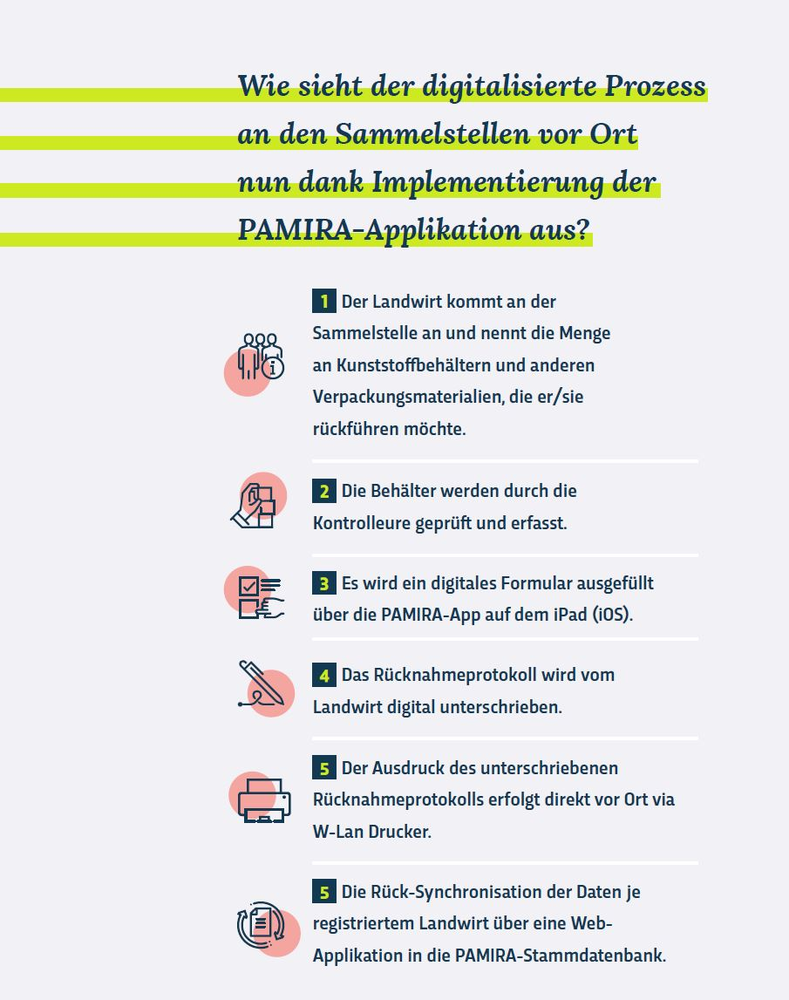 Wie sieht der digitalisierte Prozess
an den Sammelstellen vor Ort
nun dank Implementierung der
PAMIRA-Applikation aus?
1 Der Landwirt kommt an der
Sammelstelle an und nennt die Menge
an Kunststoffbehältern und anderen
Verpackungsmaterialien, die er/sie
rückführen möchte.
i
2 Die Behälter werden durch die
Kontrolleure geprüft und erfasst.
3 Es wird ein digitales Formular ausgefüllt
über die PAMIRA-App auf dem iPad (iOS).
4 Das Rücknahmeprotokoll wird vom
Landwirt digital unterschrieben.
5 Der Ausdruck des unterschriebenen
Rücknahmeprotokolls erfolgt direkt vor Ort via
W-Lan Drucker.
5 Die Rück-Synchronisation der Daten je
registriertem Landwirt über eine Web-
Applikation in die PAMIRA-Stammdatenbank.